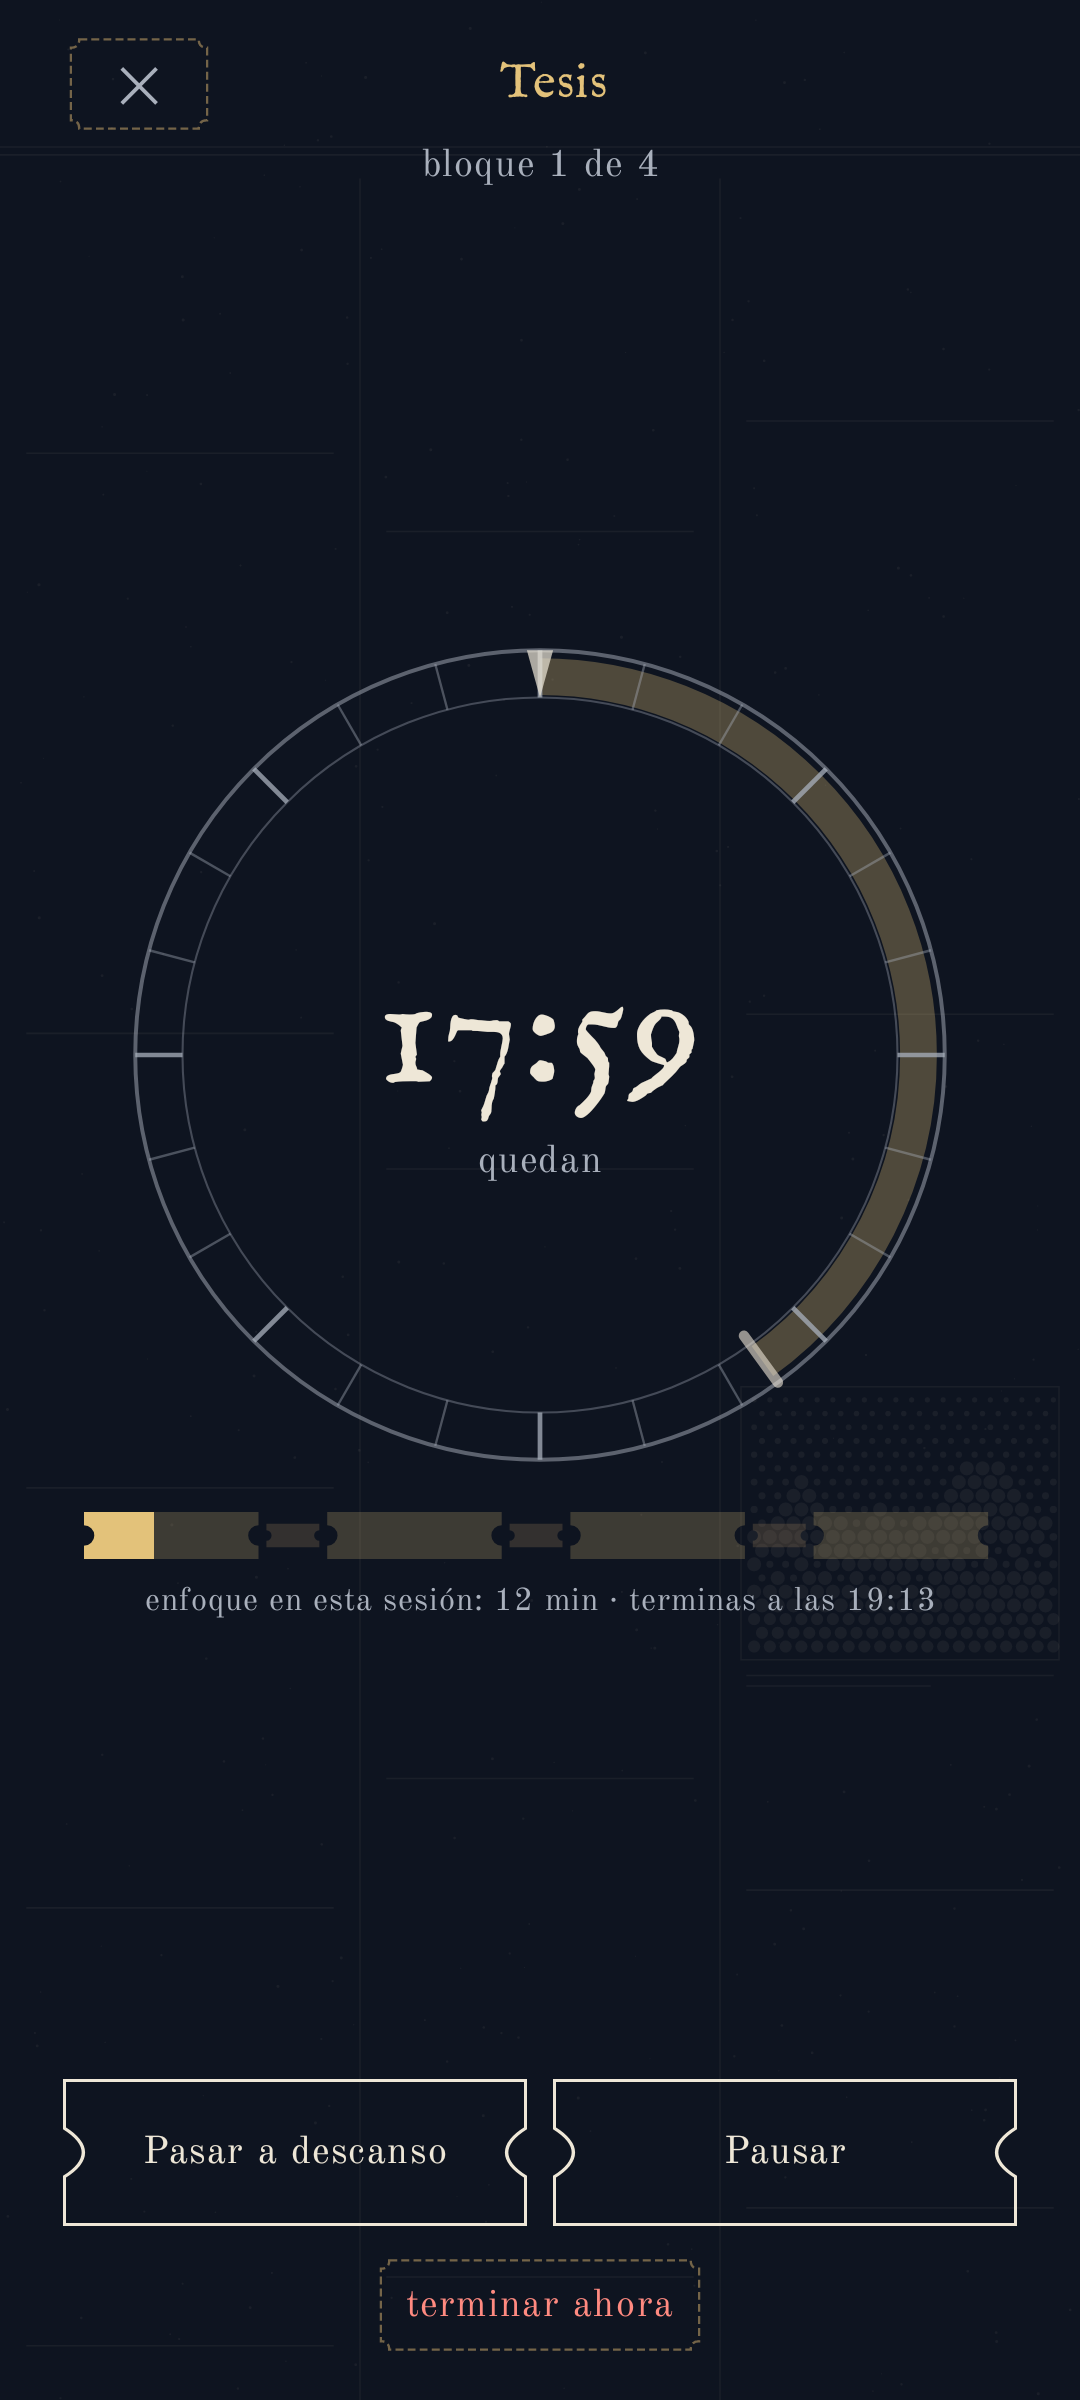 Tesis
bloque 1 de 4
17:59
quedan
enfoque en esta sesión: 12 min · terminas a las 19:13
Pasar a descanso
Pausar
terminar ahora